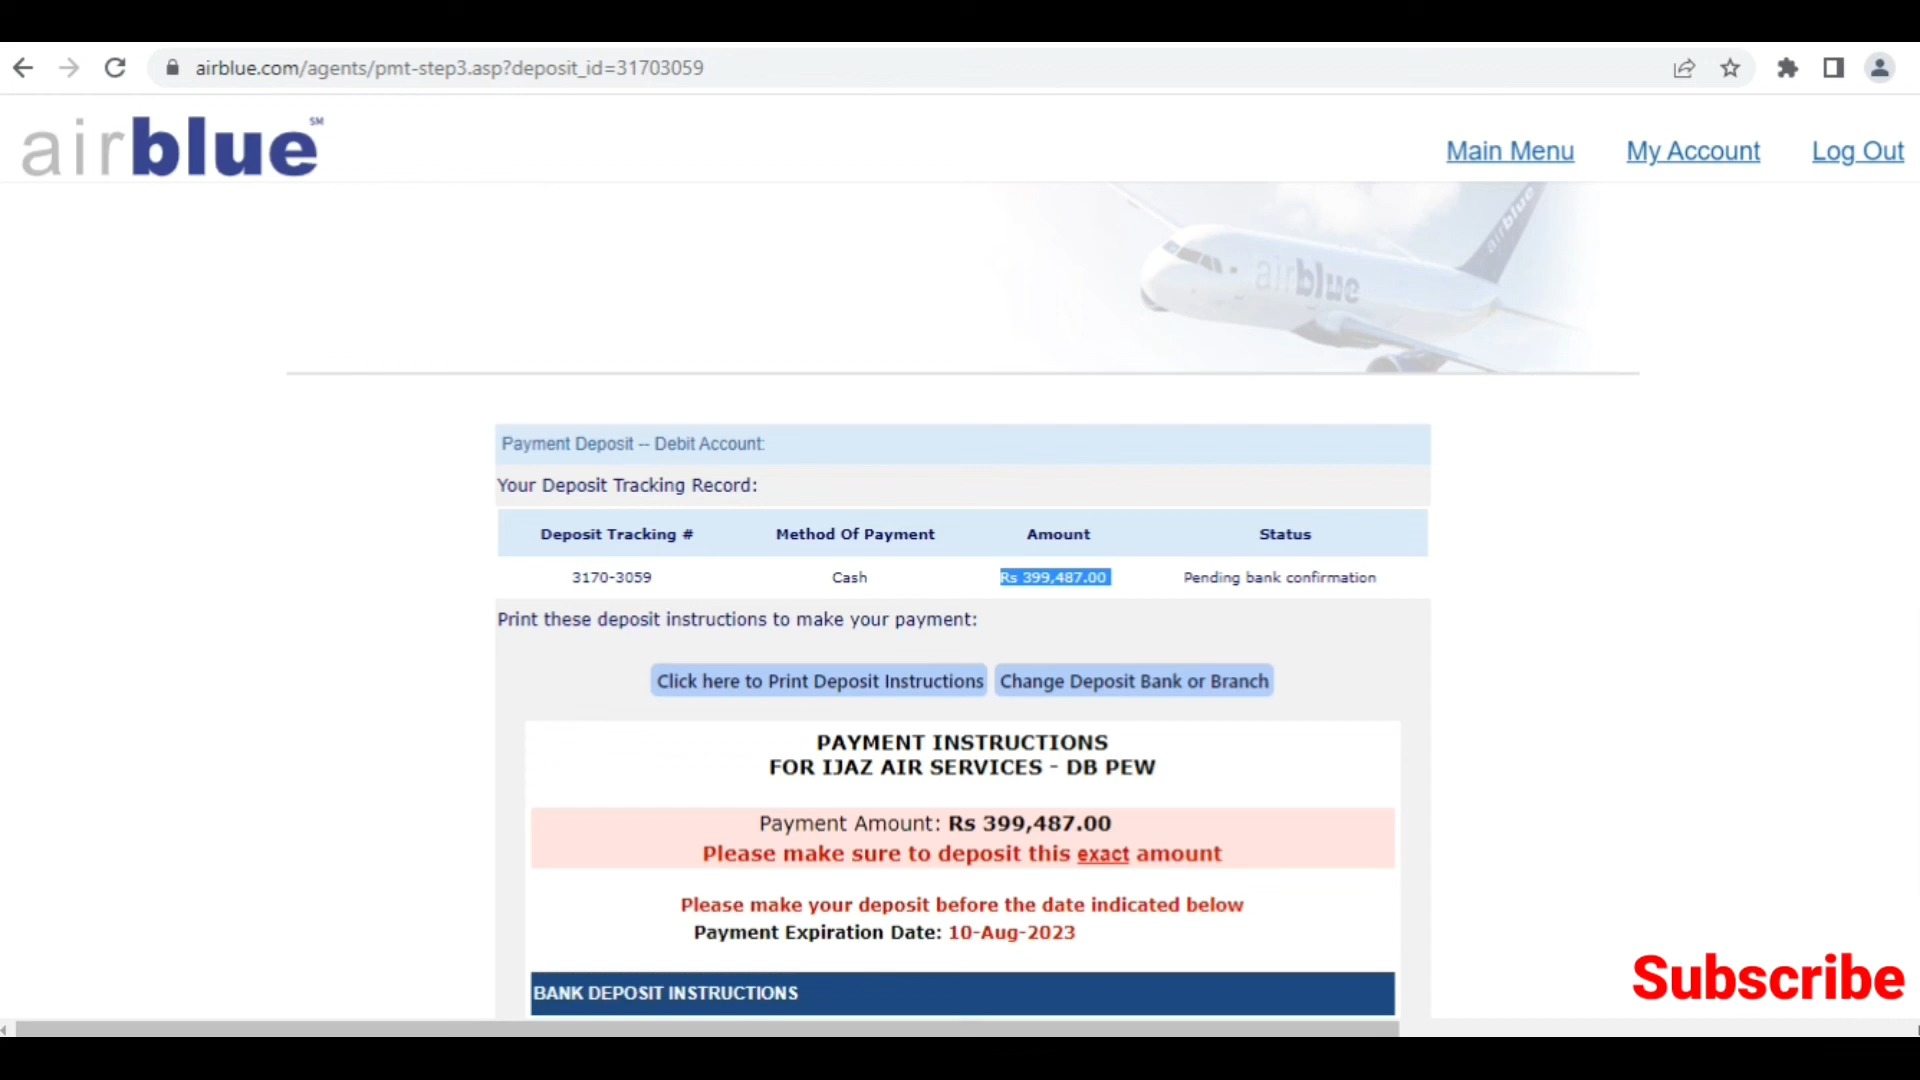 airblue.com/agents/pmt-step3.asp?deposit_id=31703059
airblue SM
Main Menu My Account Log Out
airblue
airblue
Payment Deposit -- Debit Account:
Your Deposit Tracking Record:
Deposit Tracking # Method Of Payment Amount Status
3170-3059 Cash Rs 399,487.00 Pending bank confirmation
Print these deposit instructions to make your payment:
Click here to Print Deposit Instructions Change Deposit Bank or Branch
PAYMENT INSTRUCTIONS
FOR IJAZ AIR SERVICES - DB PEW
Payment Amount: Rs 399,487.00
Please make sure to deposit this exact amount
Please make your deposit before the date indicated below
Payment Expiration Date: 10-Aug-2023
BANK DEPOSIT INSTRUCTIONS
Subscribe